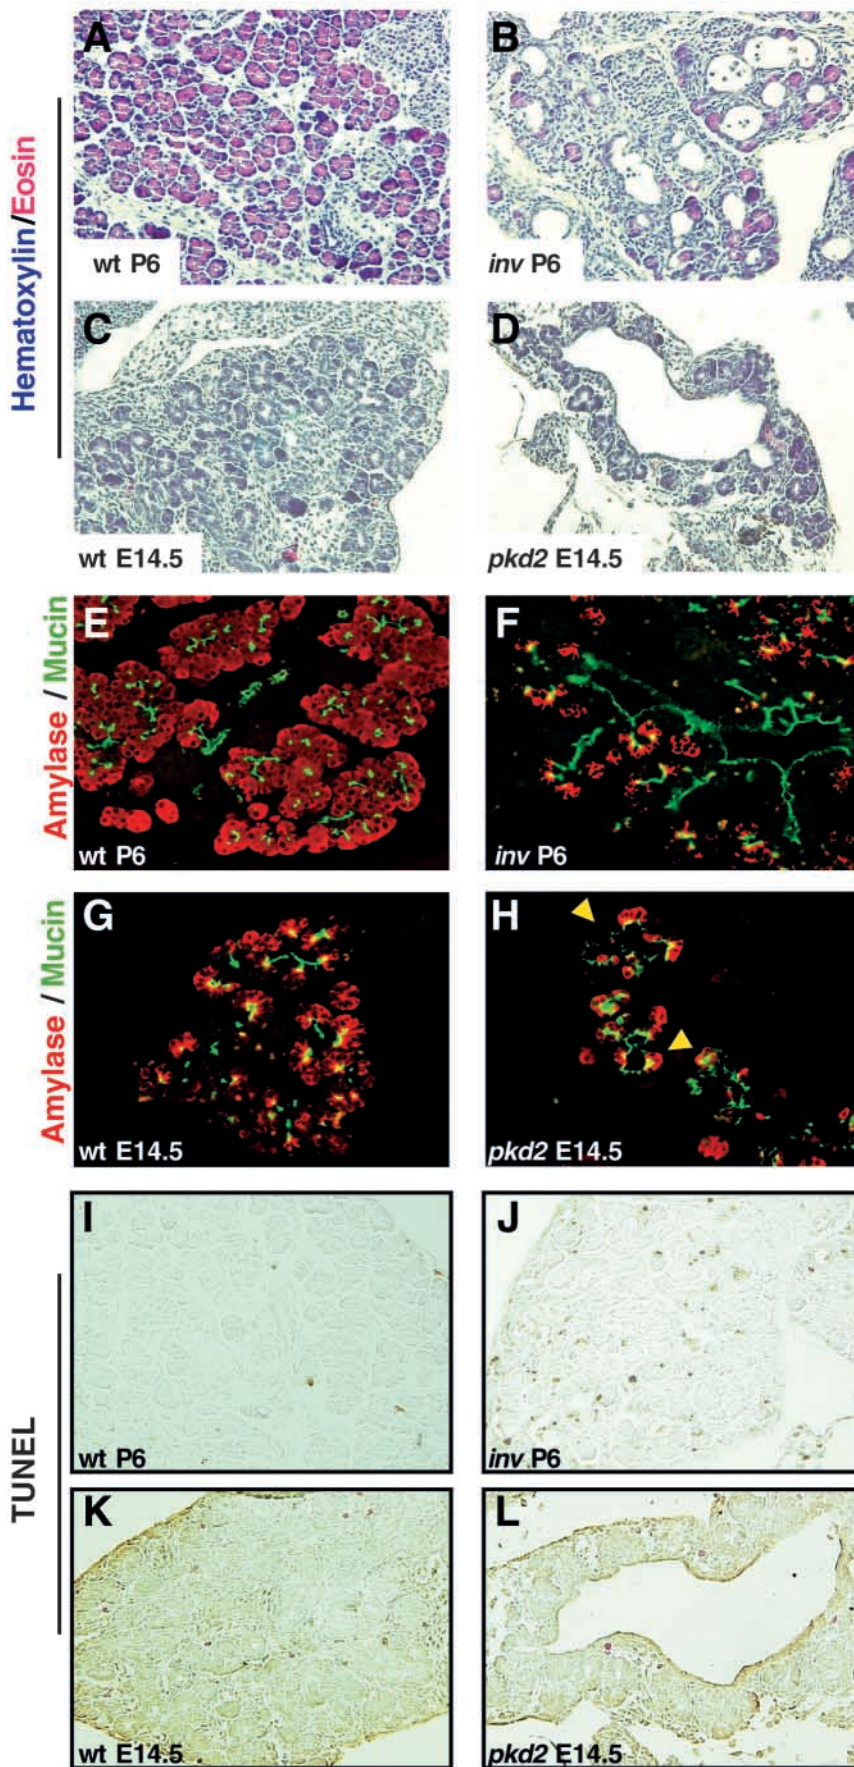 Hematoxylin/Eosin
A
wt P6
B
inv P6
C
wt E14.5
D
pkd2 E14.5
Amylase / Mucin
E
wt P6
F
inv P6
Amylase / Mucin
G
wt E14.5
H
pkd2 E14.5
TUNEL
I
wt P6
J
inv P6
K
wt E14.5
L
pkd2 E14.5